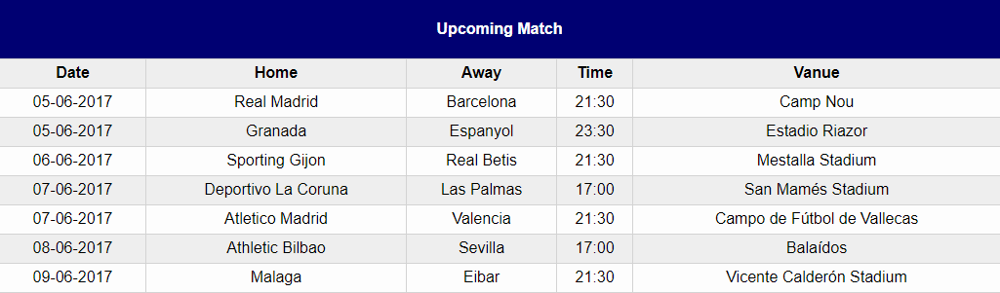 Upcoming Match
Date Home Away Time Vanue
05-06-2017 Real Madrid Barcelona 21:30 Camp Nou
05-06-2017 Granada Espanyol 23:30 Estadio Riazor
06-06-2017 Sporting Gijon Real Betis 21:30 Mestalla Stadium
07-06-2017 Deportivo La Coruna Las Palmas 17:00 San Mamés Stadium
07-06-2017 Atletico Madrid Valencia 21:30 Campo de Fútbol de Vallecas
08-06-2017 Athletic Bilbao Sevilla 17:00 Balaídos
09-06-2017 Malaga Eibar 21:30 Vicente Calderón Stadium